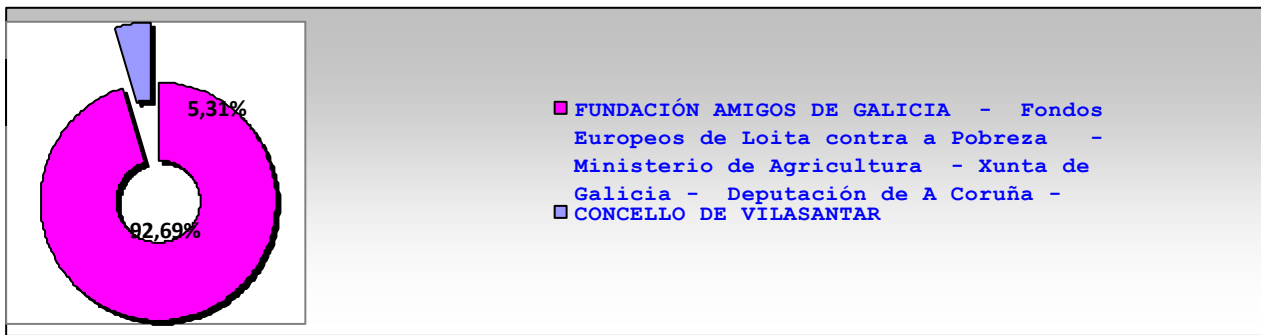 5,31%
92,69%
FUNDACIÓN AMIGOS DE GALICIA - Fondos
Europeos de Loita contra a Pobreza -
Ministerio de Agricultura - Xunta de
Galicia - Deputación de A Coruña -
CONCELLO DE VILASANTAR